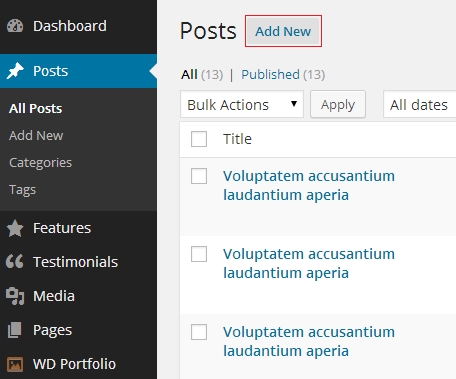 Dashboard
Posts
All Posts
Add New
Categories
Tags
Features
Testimonials
Media
Pages
WD Portfolio
Posts Add New
All (13) | Published (13)
Bulk Actions Apply All dates
Title
Voluptatem accusantium
laudantium aperia
Voluptatem accusantium
laudantium aperia
Voluptatem accusantium
laudantium aperia